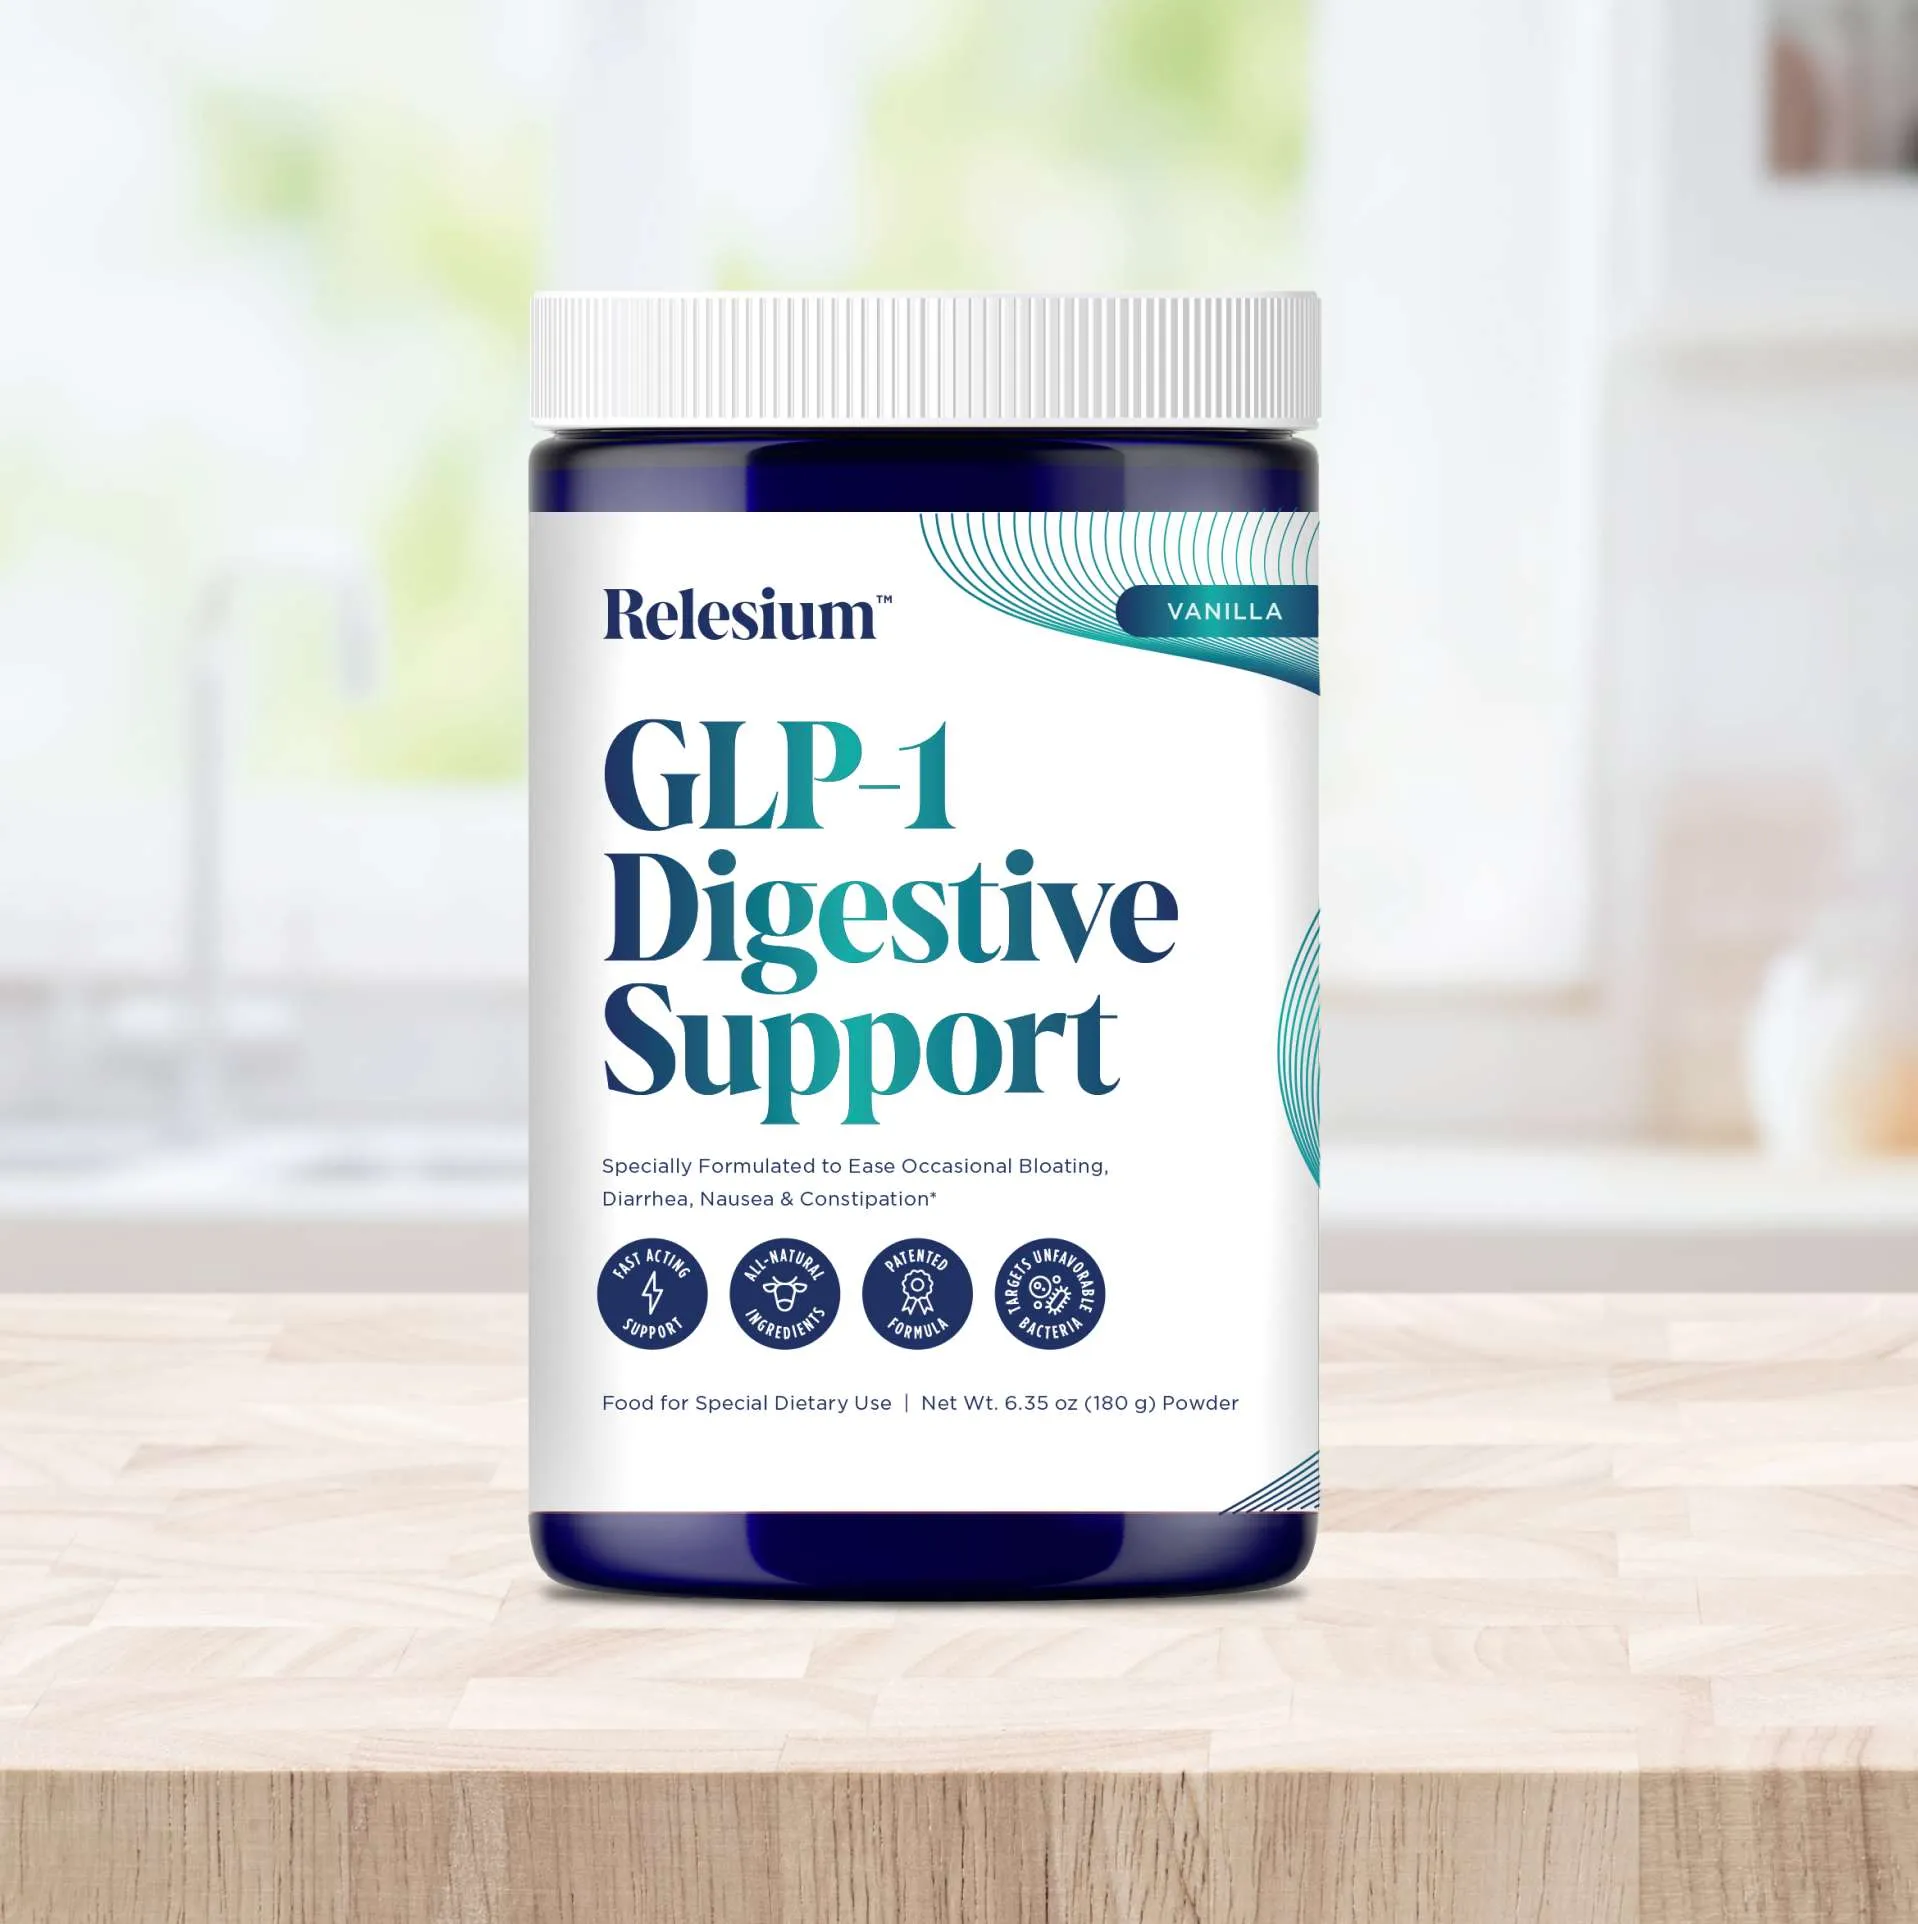 Relesium™
VANILLA
GLP-1
Digestive
Support
Specially Formulated to Ease Occasional Bloating,
Diarrhea, Nausea & Constipation*
FAST ACTING
SUPPORT
ALL-NATURAL
INGREDIENTS
PATENTED
FORMULA
TARGETS UNFAVORABLE
BACTERIA
Food for Special Dietary Use | Net Wt. 6.35 oz (180 g) Powder